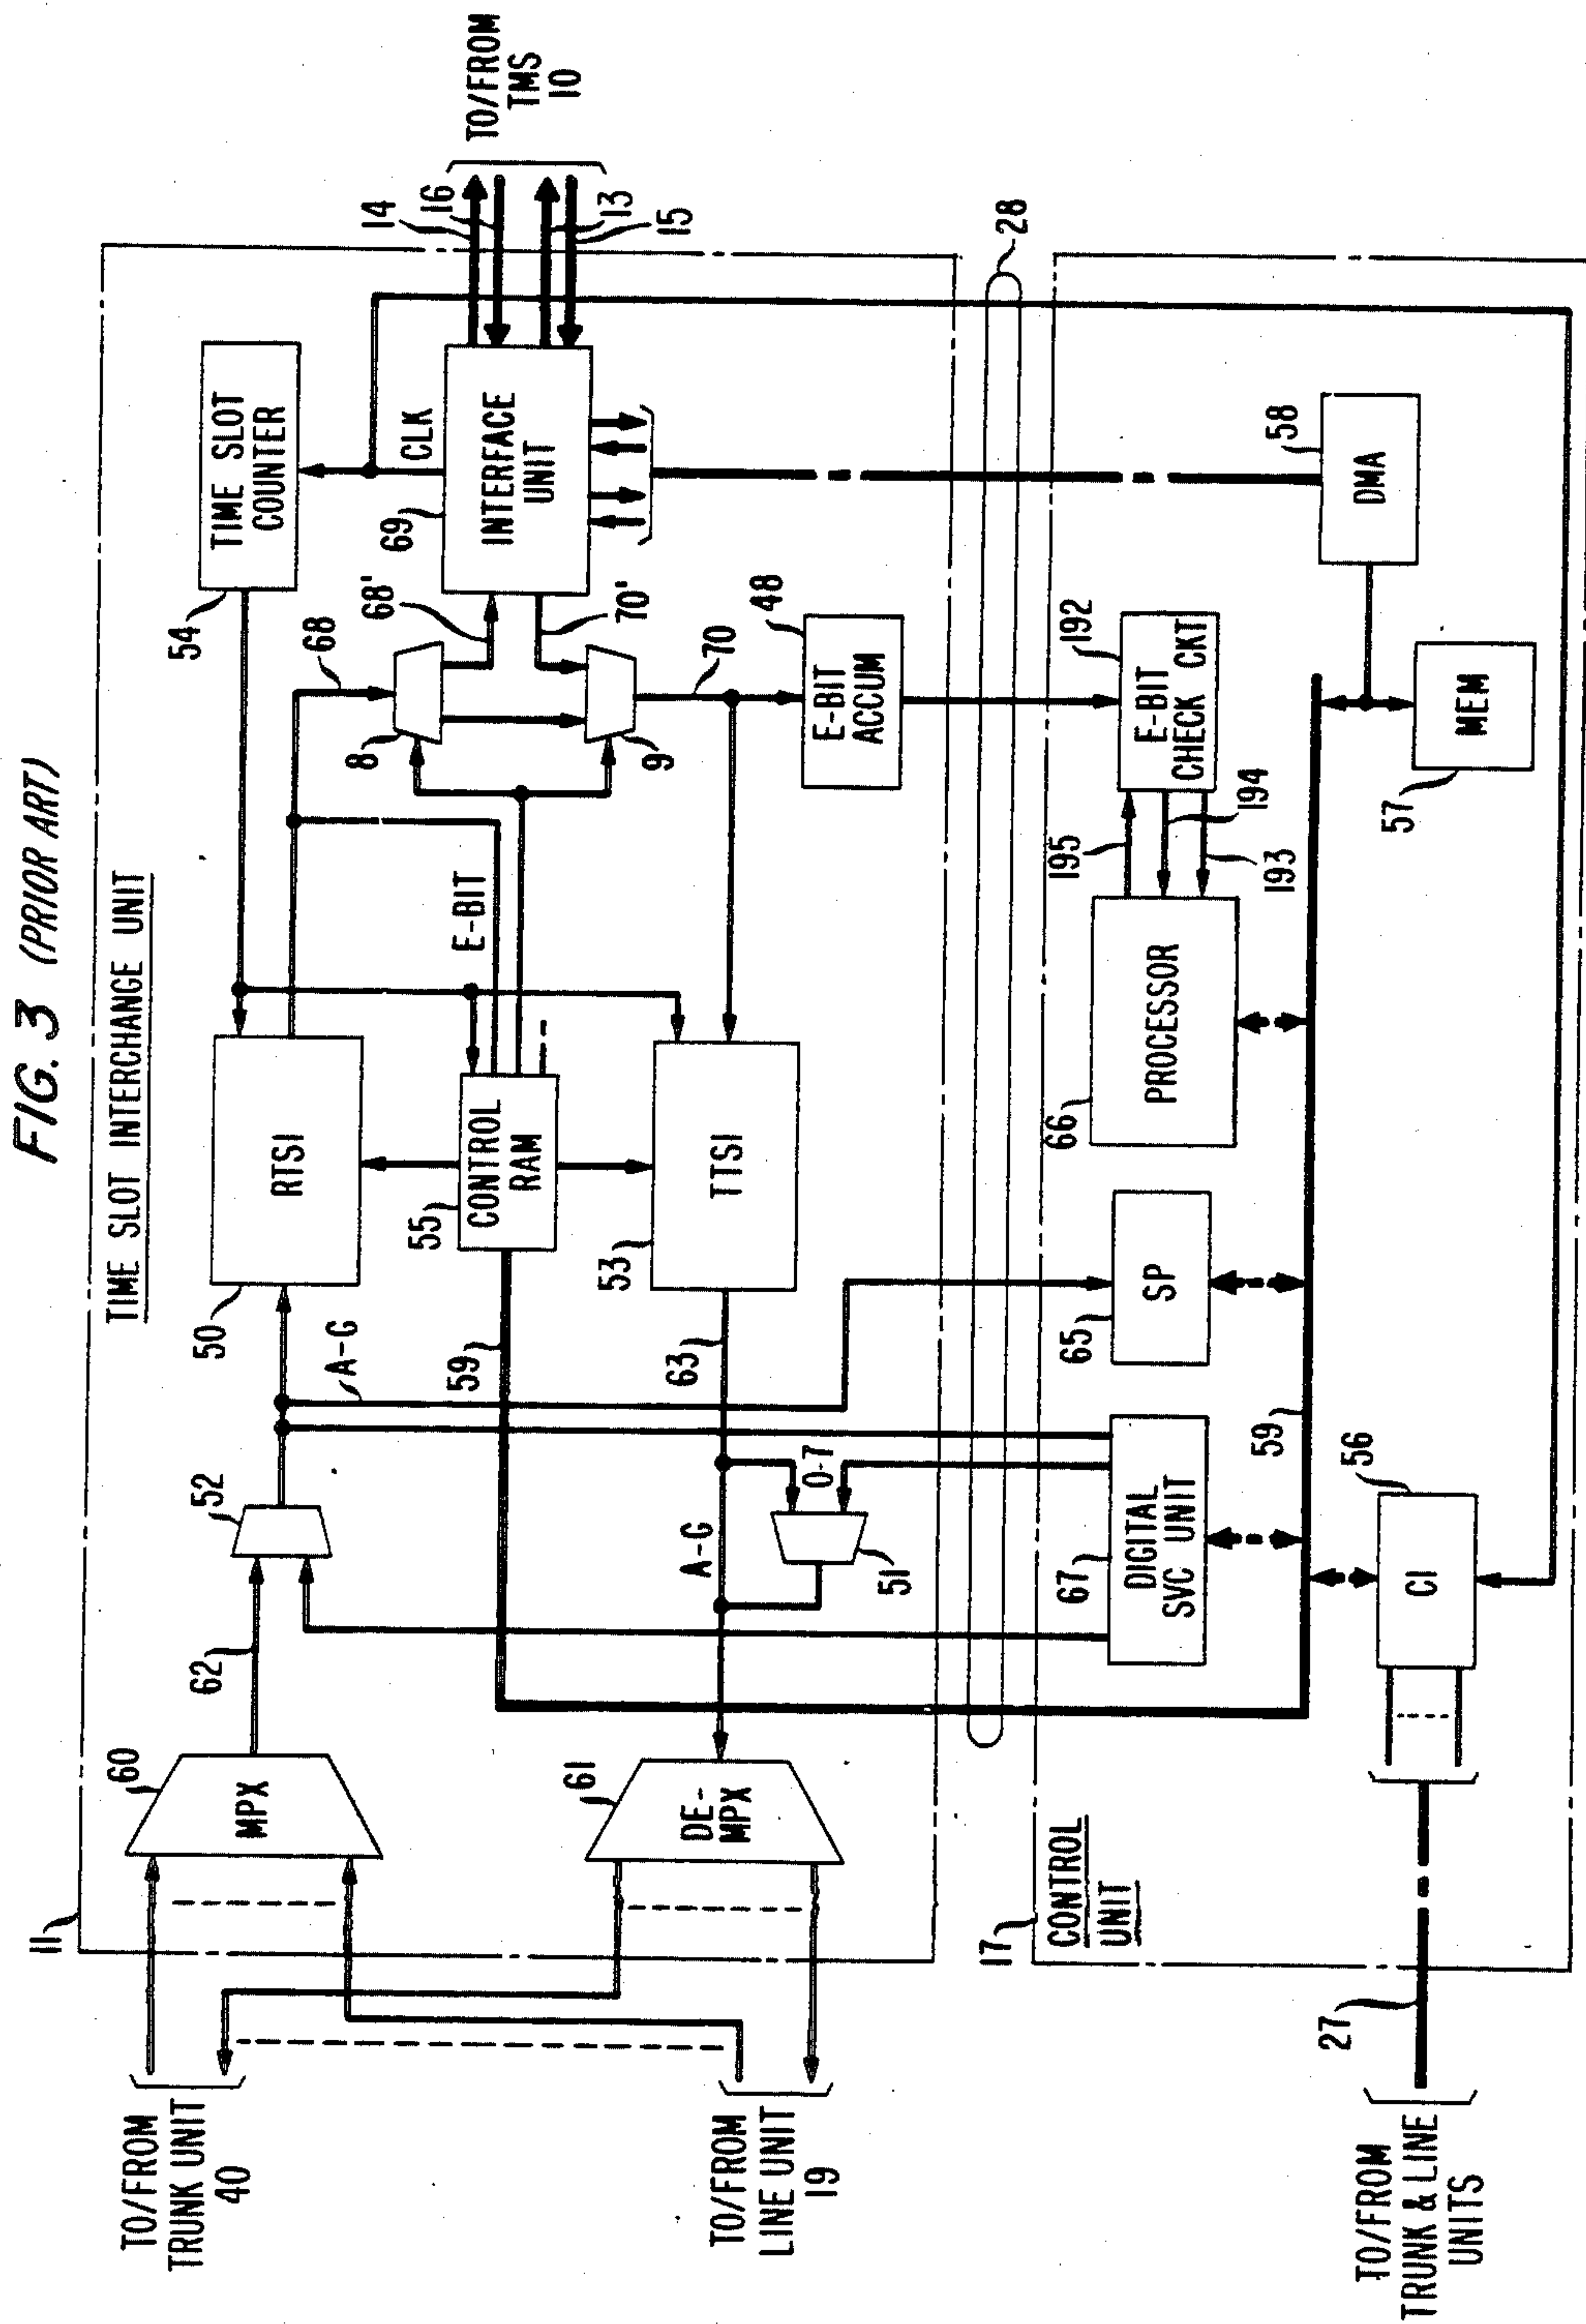 FIG. 3 (PRIOR ART)
TIME SLOT INTERCHANGE UNIT
11
TO/FROM
TRUNK UNIT
40
60
MPX
62
52
50
RTSI
A-G
54
TIME SLOT
COUNTER
68
8
68'
69
CLK
INTERFACE
UNIT
14
16
13
15
TO/FROM
TMS
10
E-BIT
55
CONTROL
RAM
59
9
70'
70
53
TTSI
63
A-G
0-7
51
61
DE-
MPX
TO/FROM
LINE UNIT
19
48
E-BIT
ACCUM
28
17
CONTROL
UNIT
67
DIGITAL
SVC UNIT
65
SP
66
PROCESSOR
195
194
193
192
E-BIT
CHECK CKT
58
DMA
57
MEM
59
56
CI
27
TO/FROM
TRUNK & LINE
UNITS